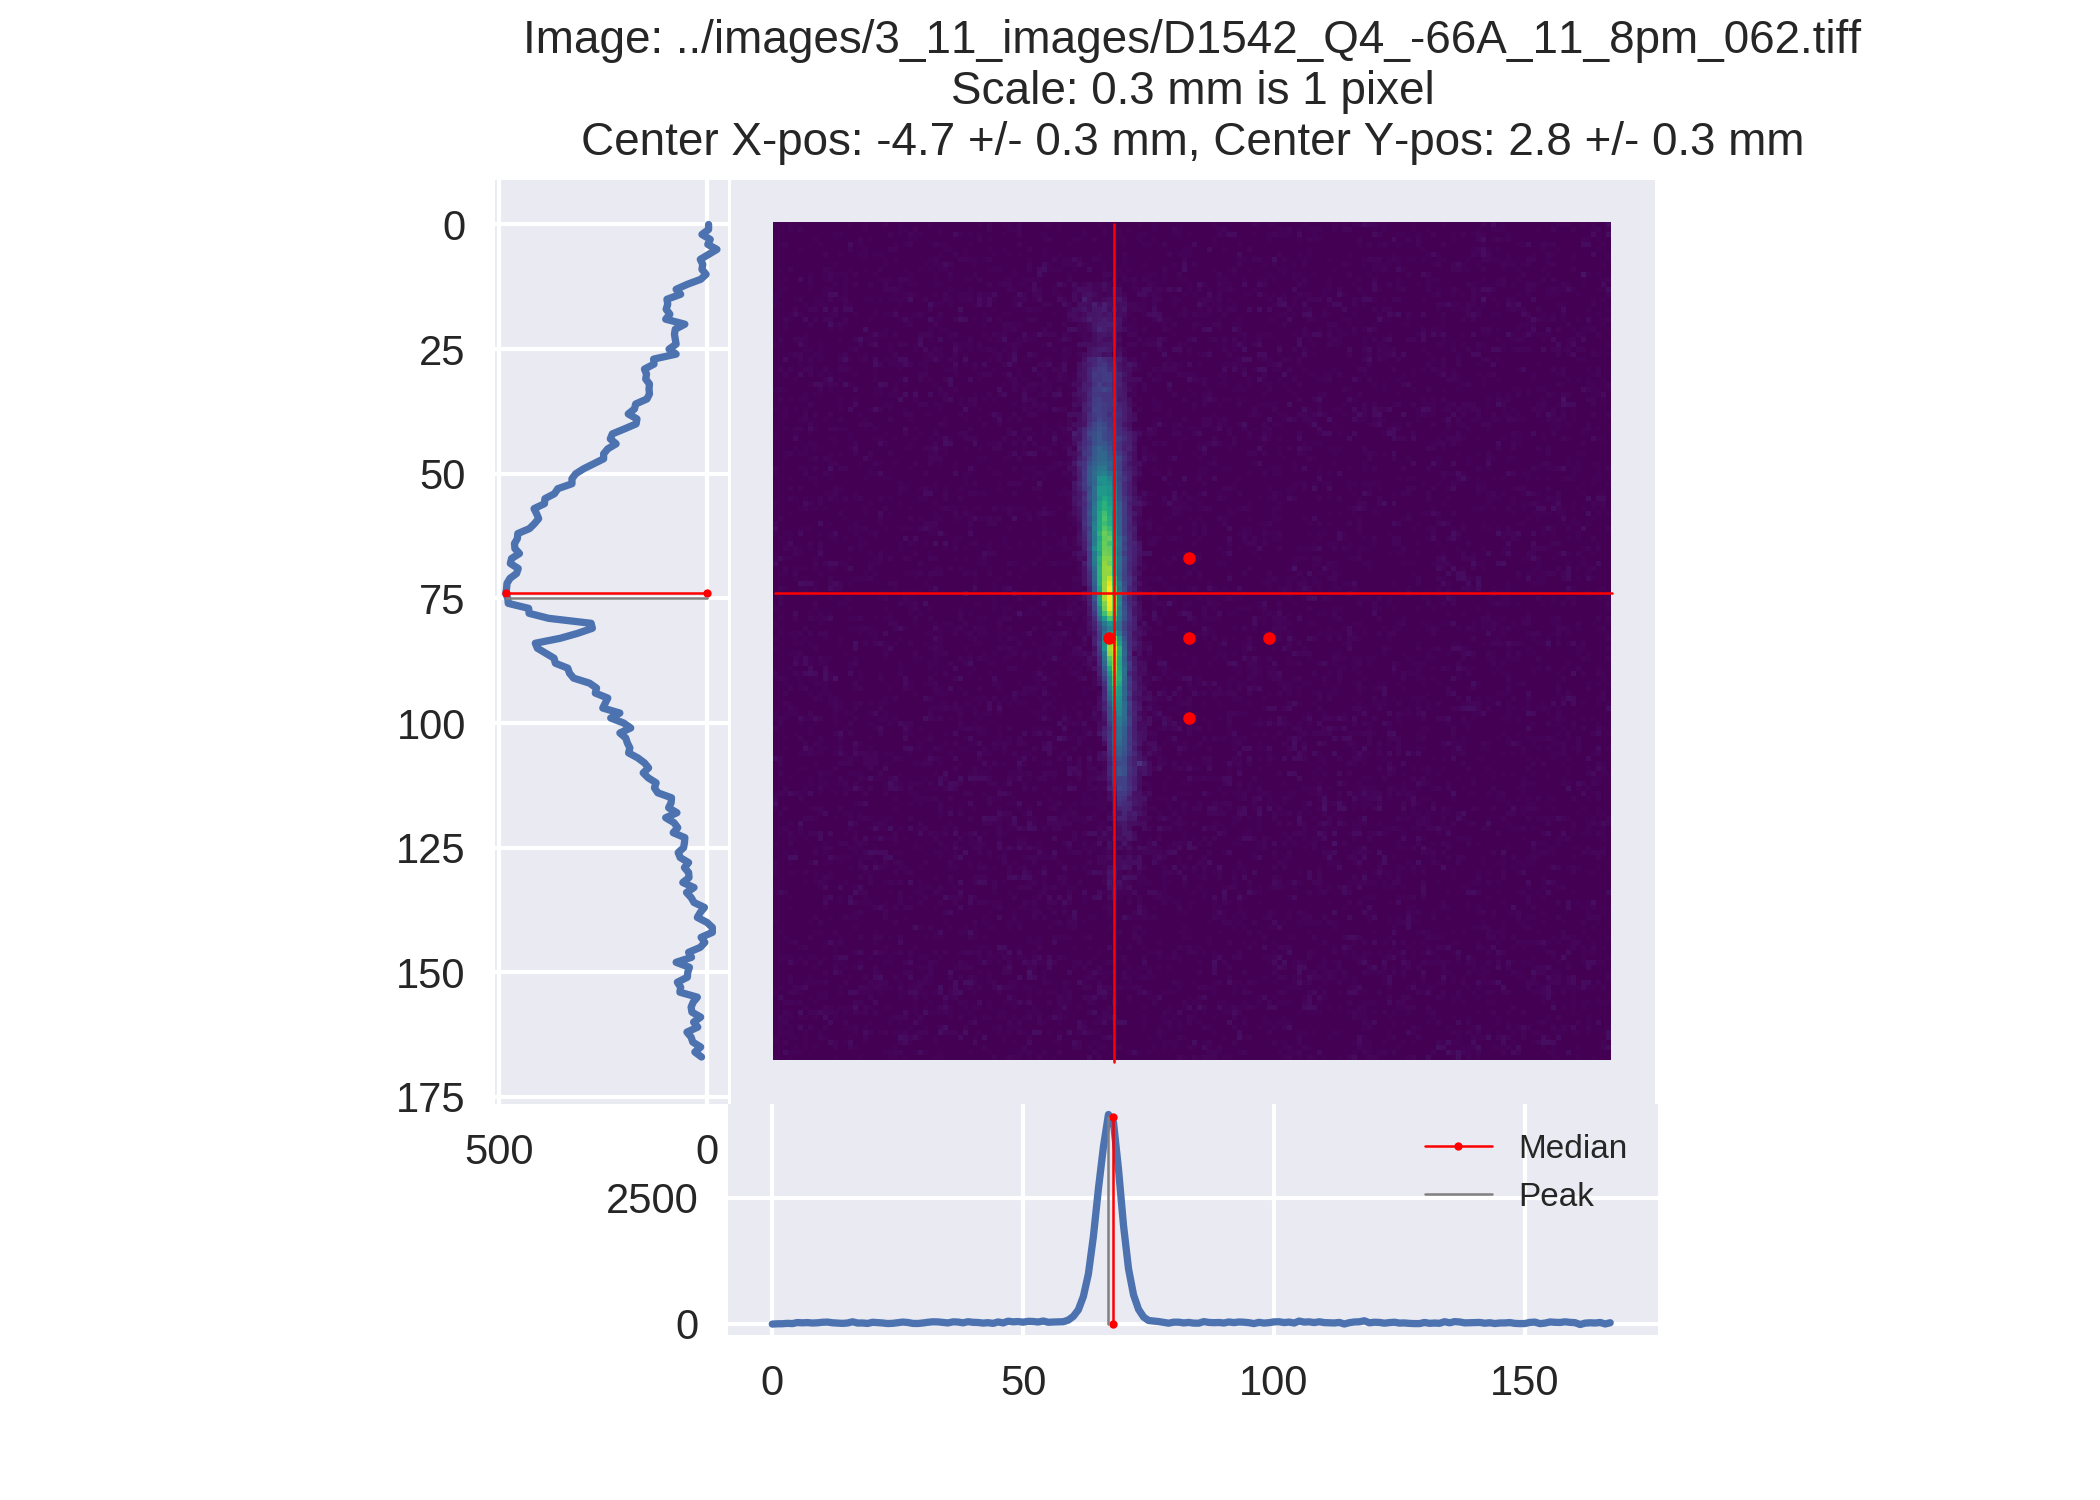 Image: ../images/3_11_images/D1542_Q4_-66A_11_8pm_062.tiff
Scale: 0.3 mm is 1 pixel
Center X-pos: -4.7 +/- 0.3 mm, Center Y-pos: 2.8 +/- 0.3 mm
0
25
50
75
100
125
150
175
500 0
Median
Peak
2500
0
0 50 100 150